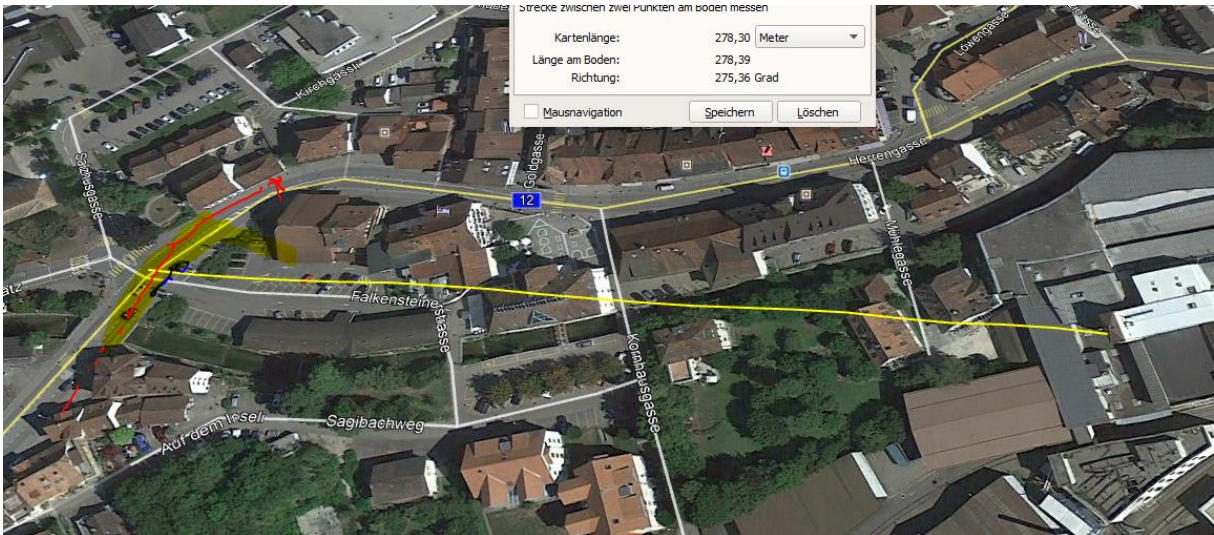 Strecke zwischen zwei Punkten am Boden messen
Kartenlänge: 278,30 Meter
Länge am Boden: 278,39
Richtung: 275,36 Grad
Mausnavigation Speichern Löschen
Kirchgässli
Löwengasse
Salzhusgasse
Goldgasse
Herrengasse
12
Mühlegasse
Falkensteinerstrasse
Kornhausgasse
Auf dem Inseli
Sagibachweg